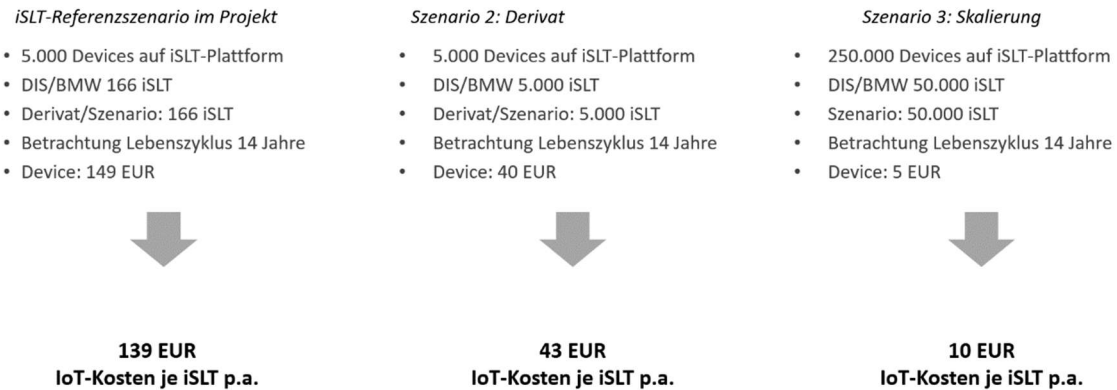 iSLT-Referenzszenario im Projekt
• 5.000 Devices auf iSLT-Plattform
• DIS/BMW 166 iSLT
• Derivat/Szenario: 166 iSLT
• Betrachtung Lebenszyklus 14 Jahre
• Device: 149 EUR
139 EUR
IoT-Kosten je iSLT p.a.
Szenario 2: Derivat
• 5.000 Devices auf iSLT-Plattform
• DIS/BMW 5.000 iSLT
• Derivat/Szenario: 5.000 iSLT
• Betrachtung Lebenszyklus 14 Jahre
• Device: 40 EUR
43 EUR
IoT-Kosten je iSLT p.a.
Szenario 3: Skalierung
• 250.000 Devices auf iSLT-Plattform
• DIS/BMW 50.000 iSLT
• Szenario: 50.000 iSLT
• Betrachtung Lebenszyklus 14 Jahre
• Device: 5 EUR
10 EUR
IoT-Kosten je iSLT p.a.